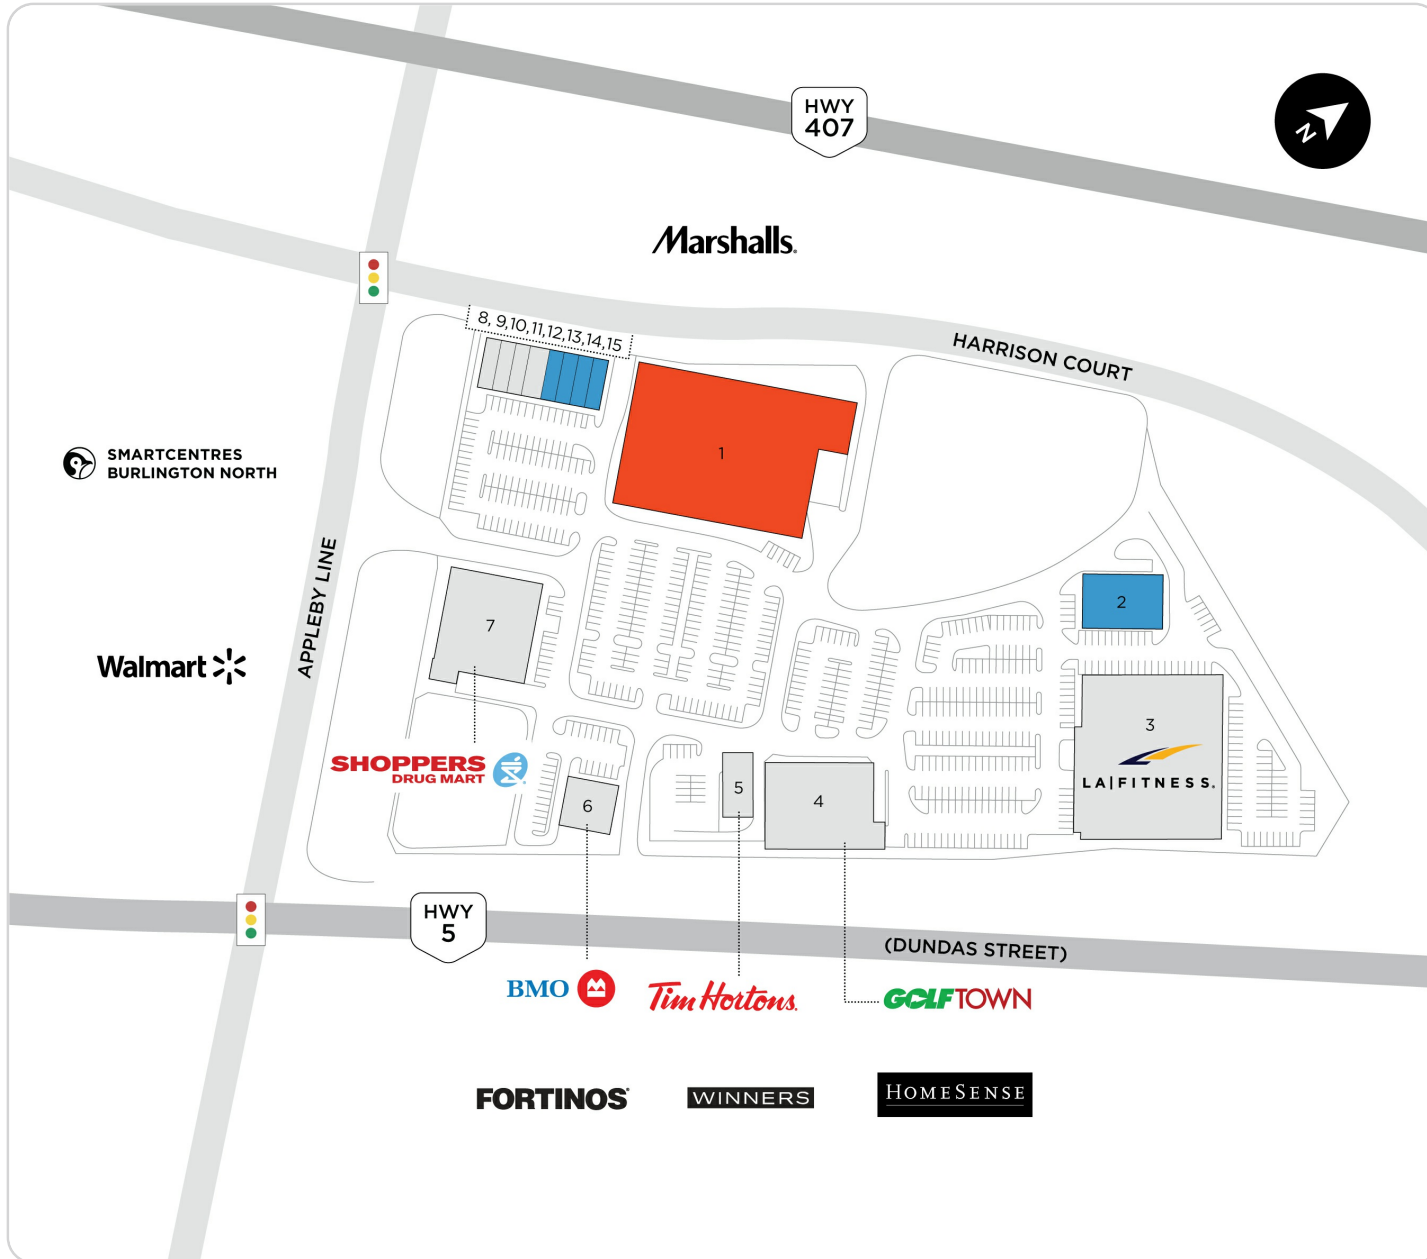 HWY
407
N
Marshalls.
8, 9,10,11,12,13,14,15
HARRISON COURT
1
SMARTCENTRES
BURLINGTON NORTH
APPLEBY LINE
2
7
Walmart
3
LA|FITNESS.
SHOPPERS
DRUG MART
5
4
6
HWY
5
(DUNDAS STREET)
BMO
Tim Hortons.
GOLFTOWN
FORTINOS
WINNERS
HOMESENSE